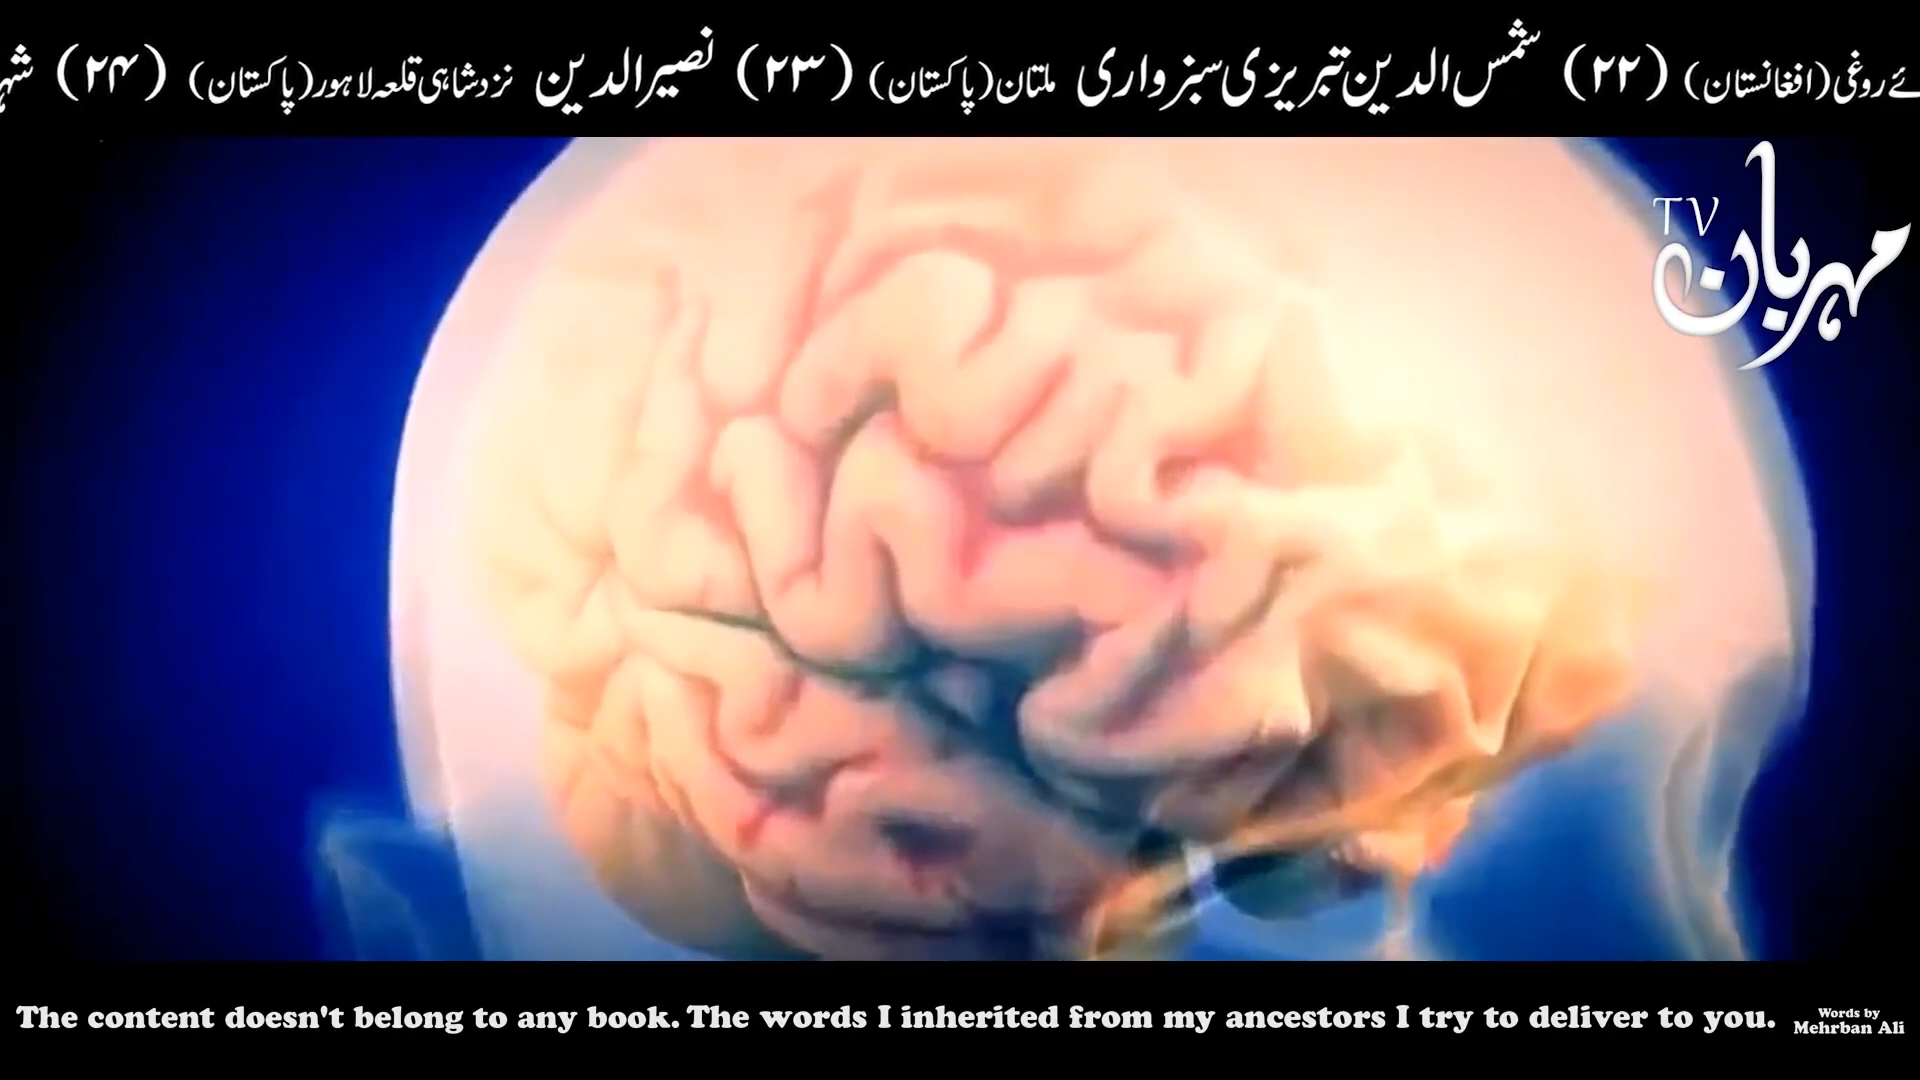 ئے روغی (افغانستان) (۲۲) شمس الدین تبریزی سبزواری ملتان (پاکستان) (۲۳) نصیر الدین نزد شاہی قلعہ لاہور (پاکستان) (۲۴)
TV
مہربان
The content doesn't belong to any book. The words I inherited from my ancestors I try to deliver to you.
Words by
Mehrban Ali